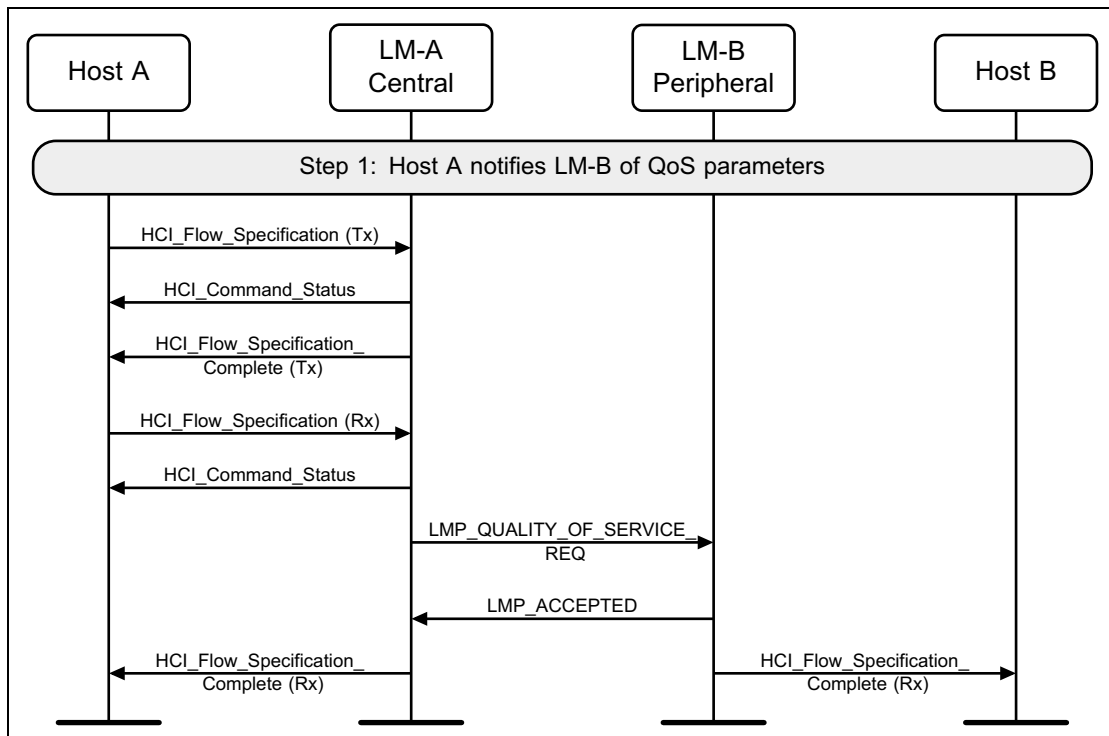 Host A
LM-A
Central
LM-B
Peripheral
Host B
Step 1: Host A notifies LM-B of QoS parameters
HCI_Flow_Specification (Tx)
HCI_Command_Status
HCI_Flow_Specification_
Complete (Tx)
HCI_Flow_Specification (Rx)
HCI_Command_Status
LMP_QUALITY_OF_SERVICE_
REQ
LMP_ACCEPTED
HCI_Flow_Specification_
Complete (Rx)
HCI_Flow_Specification_
Complete (Rx)